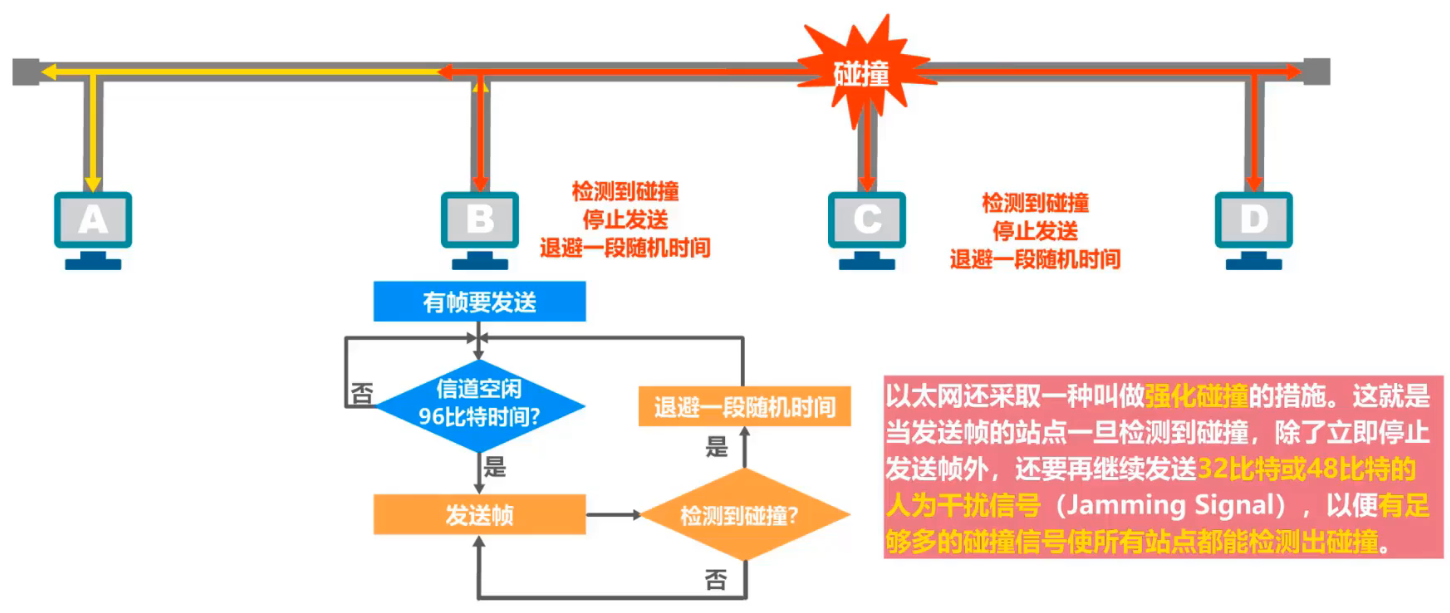 碰撞
A
B
C
D
检测到碰撞
停止发送
退避一段随机时间
检测到碰撞
停止发送
退避一段随机时间
有帧要发送
信道空闲
96比特时间?
否
是
发送帧
检测到碰撞?
是
否
退避一段随机时间
以太网还采取一种叫做强化碰撞的措施。这就是
当发送帧的站点一旦检测到碰撞，除了立即停止
发送帧外，还要再继续发送32比特或48比特的
人为干扰信号（Jamming Signal），以便有足
够多的碰撞信号使所有站点都能检测出碰撞。